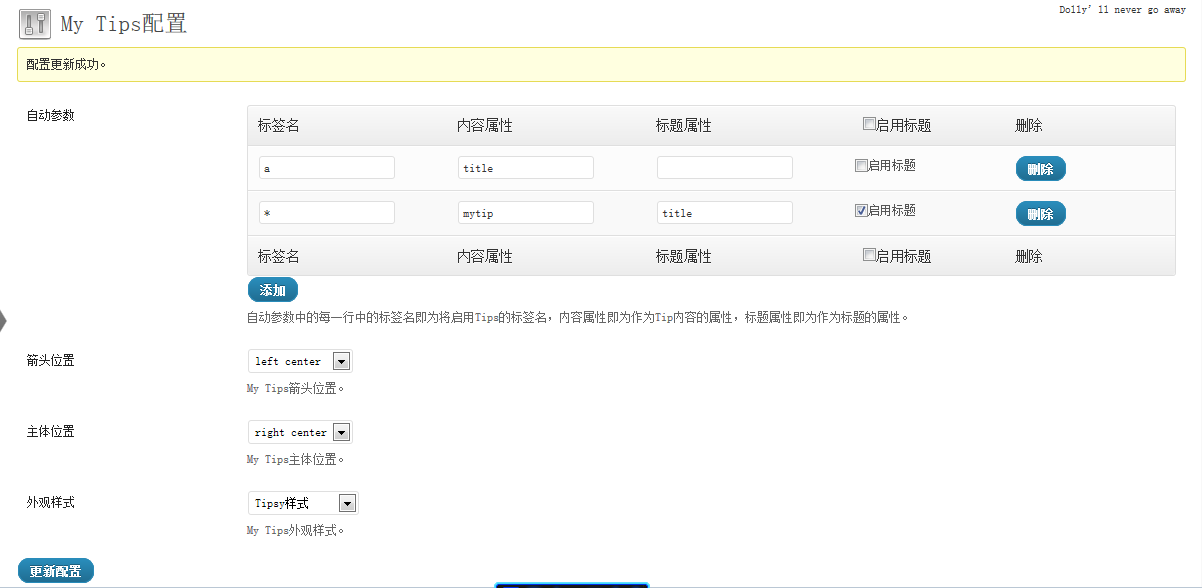 Dolly'll never go away
My Tips配置
配置更新成功。
自动参数
标签名 内容属性 标题属性 启用标题 删除
a title 启用标题 删除
* mytip title 启用标题 删除
标签名 内容属性 标题属性 启用标题 删除
添加
自动参数中的每一行中的标签名即为将启用Tips的标签名，内容属性即为作为Tip内容的属性，标题属性即为作为标题的属性。
箭头位置 left center
My Tips箭头位置。
主体位置 right center
My Tips主体位置。
外观样式 Tipsy样式
My Tips外观样式。
更新配置